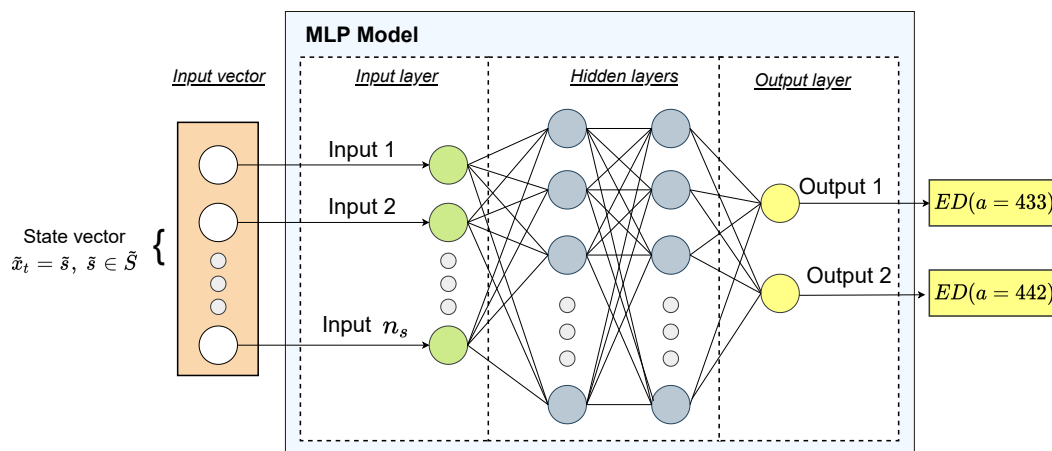 MLP Model
Input vector
Input layer
Hidden layers
Output layer
Input 1
Input 2
Input n_s
State vector
x̃_t = s̃, s̃ ∈ S̃
{
Output 1
Output 2
ED(a = 433)
ED(a = 442)